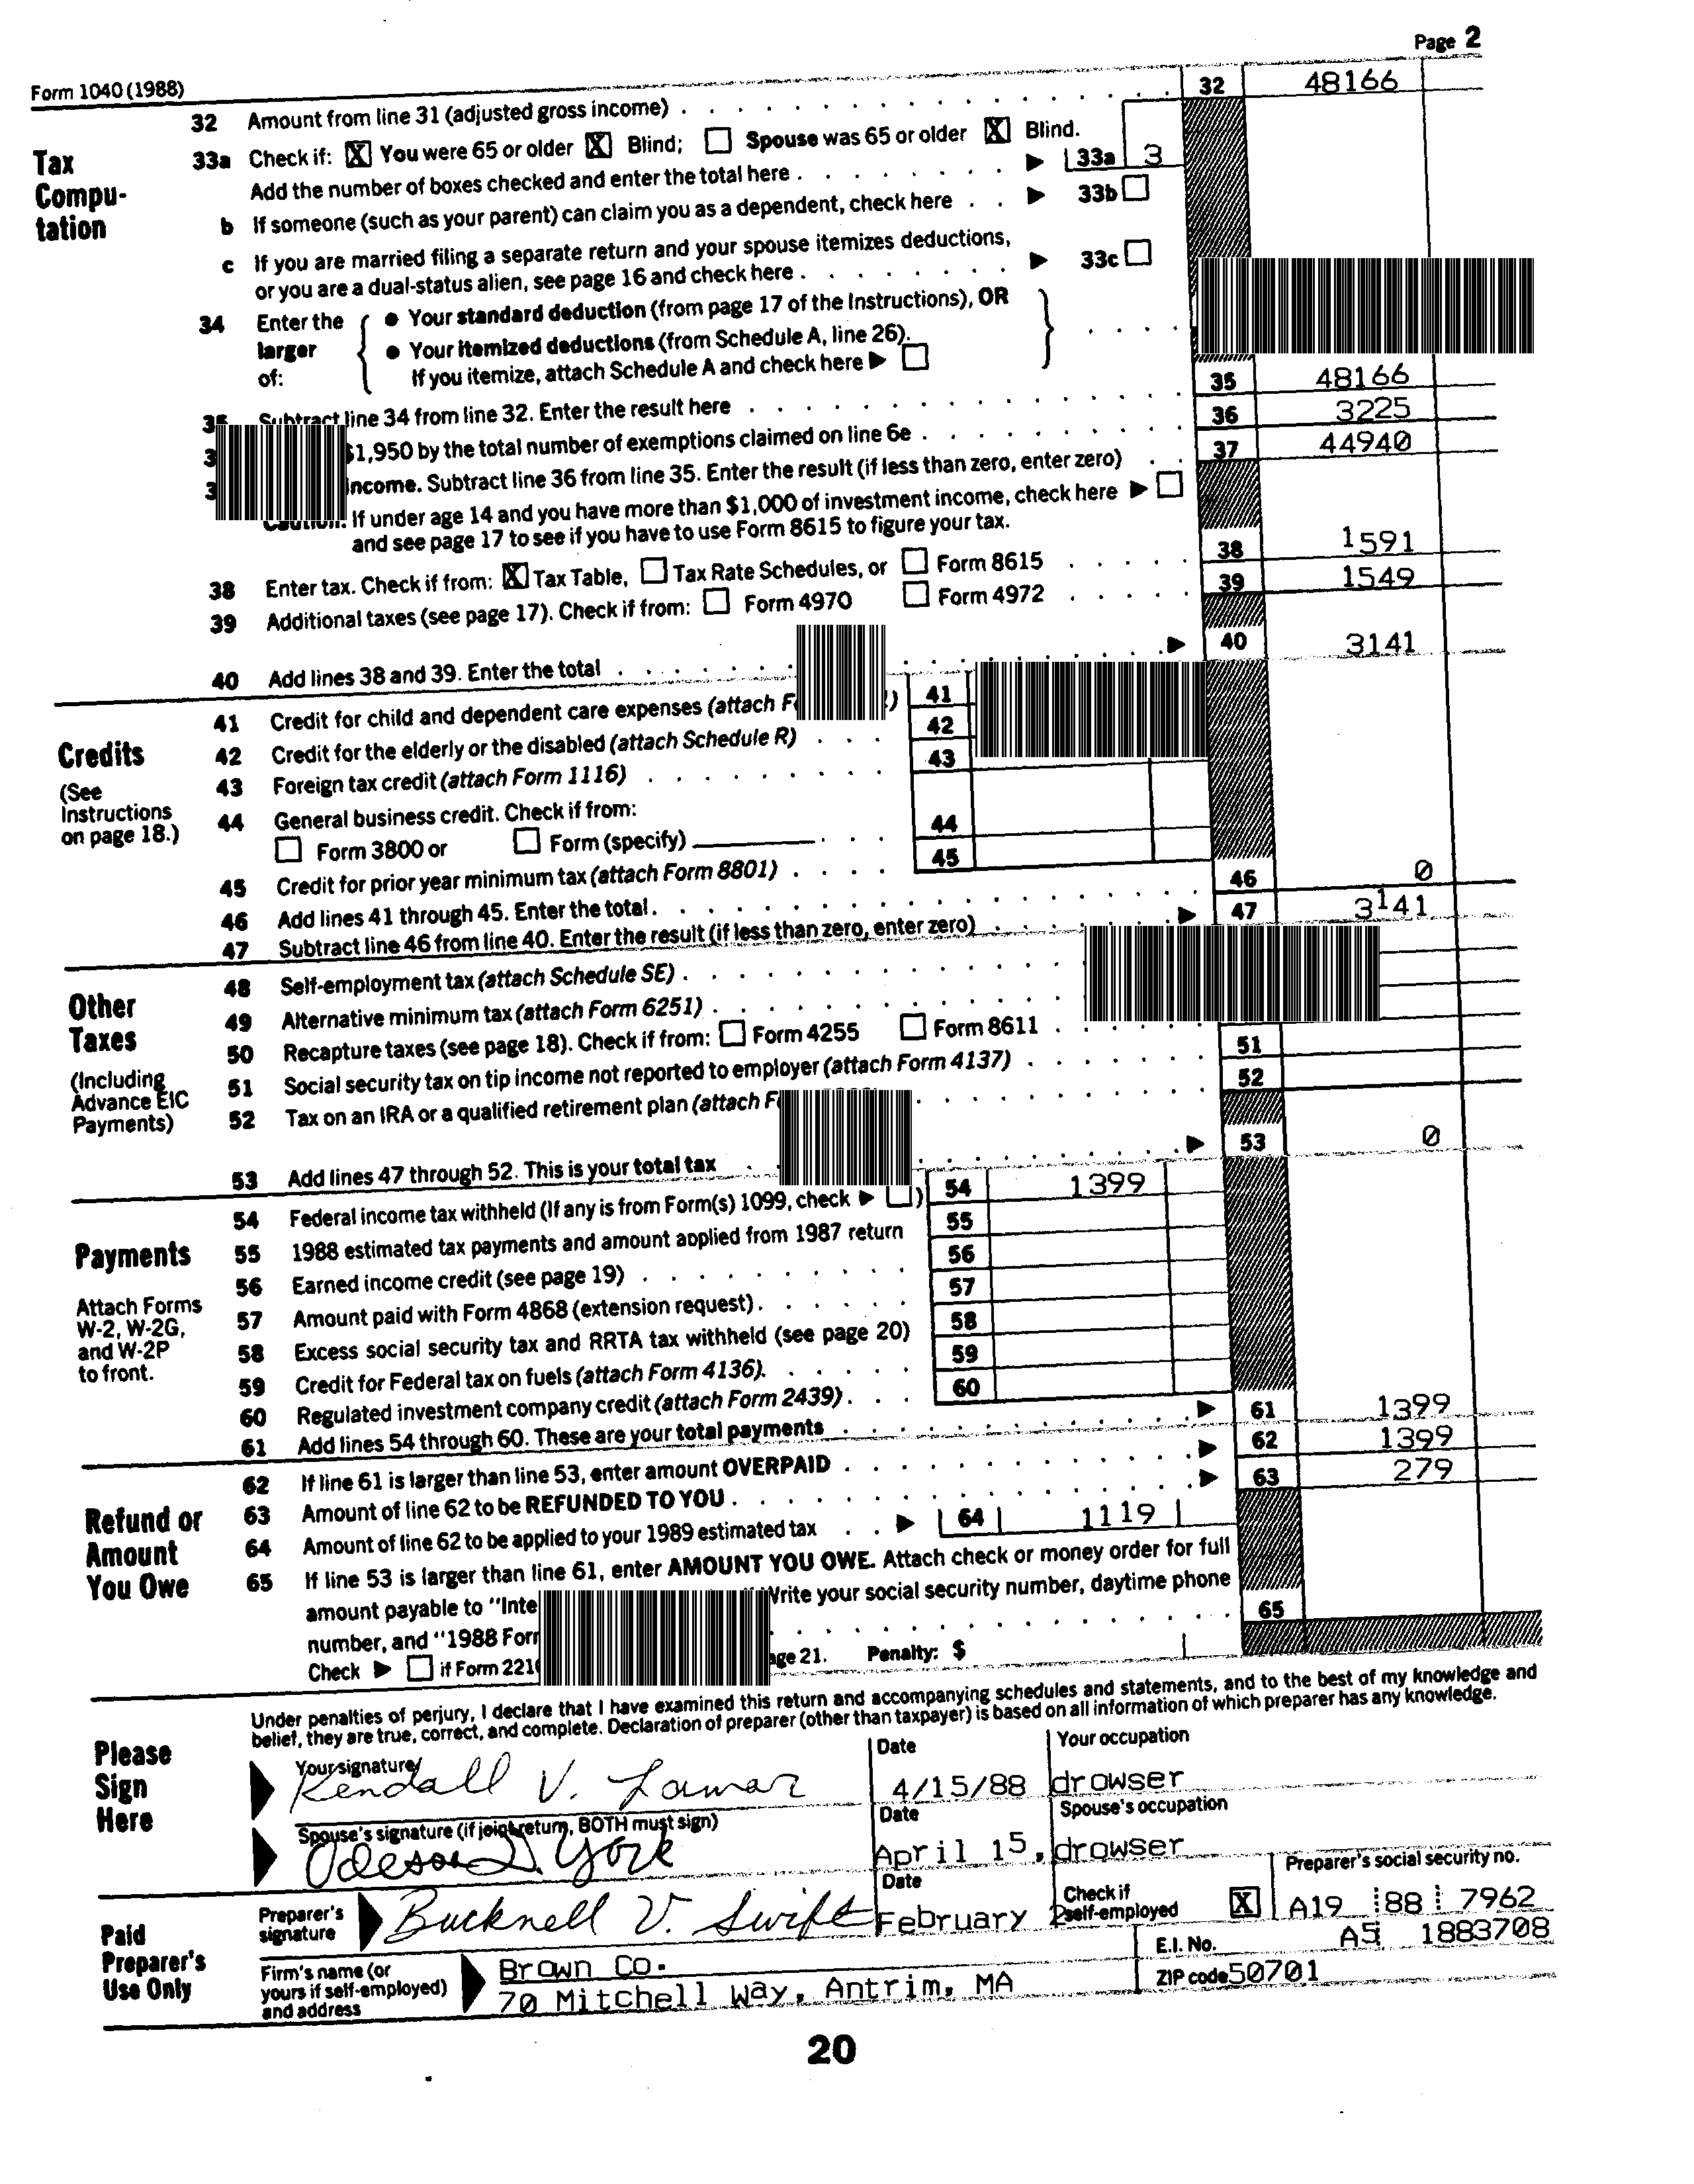 Page 2
Form 1040 (1988)
32 Amount from line 31 (adjusted gross income) 32 48166
Tax Compu- tation
33a Check if: X You were 65 or older X Blind; Spouse was 65 or older X Blind.
Add the number of boxes checked and enter the total here 33a 3
b If someone (such as your parent) can claim you as a dependent, check here 33b
c If you are married filing a separate return and your spouse itemizes deductions,
or you are a dual-status alien, see page 16 and check here 33c
34 Enter the larger of:
● Your standard deduction (from page 17 of the Instructions), OR
● Your itemized deductions (from Schedule A, line 26).
If you itemize, attach Schedule A and check here
35 Subtract line 34 from line 32. Enter the result here 35 48166
$1,950 by the total number of exemptions claimed on line 6e 36 3225
income. Subtract line 36 from line 35. Enter the result (if less than zero, enter zero) 37 44940
Caution: If under age 14 and you have more than $1,000 of investment income, check here
and see page 17 to see if you have to use Form 8615 to figure your tax.
38 Enter tax. Check if from: X Tax Table, Tax Rate Schedules, or Form 8615 38 1591
39 Additional taxes (see page 17). Check if from: Form 4970 Form 4972 39 1549
40 Add lines 38 and 39. Enter the total 40 3141
Credits
(See Instructions on page 18.)
41 Credit for child and dependent care expenses (attach 41
42 Credit for the elderly or the disabled (attach Schedule R) 42
43 Foreign tax credit (attach Form 1116) 43
44 General business credit. Check if from:
Form 3800 or Form (specify) 44
45 Credit for prior year minimum tax (attach Form 8801) 45
46 Add lines 41 through 45. Enter the total. 46 0
47 Subtract line 46 from line 40. Enter the result (if less than zero, enter zero) 47 3141
Other Taxes
(Including Advance EIC Payments)
48 Self-employment tax (attach Schedule SE)
49 Alternative minimum tax (attach Form 6251)
50 Recapture taxes (see page 18). Check if from: Form 4255 Form 8611
51 Social security tax on tip income not reported to employer (attach Form 4137) 51
52 Tax on an IRA or a qualified retirement plan (attach 52
53 Add lines 47 through 52. This is your total tax 53 0
Payments
Attach Forms W-2, W-2G, and W-2P to front.
54 Federal income tax withheld (If any is from Form(s) 1099, check ) 54 1399
55 1988 estimated tax payments and amount applied from 1987 return 55
56 Earned income credit (see page 19) 56
57 Amount paid with Form 4868 (extension request). 57
58 Excess social security tax and RRTA tax withheld (see page 20) 58
59 Credit for Federal tax on fuels (attach Form 4136). 59
60 Regulated investment company credit (attach Form 2439) 60
61 Add lines 54 through 60. These are your total payments 61 1399
62 If line 61 is larger than line 53, enter amount OVERPAID 62 1399
Refund or Amount You Owe
63 Amount of line 62 to be REFUNDED TO YOU 63 279
64 Amount of line 62 to be applied to your 1989 estimated tax 64 1119
65 If line 53 is larger than line 61, enter AMOUNT YOU OWE. Attach check or money order for full
amount payable to "Inte Write your social security number, daytime phone
number, and "1988 For 65
Check if Form 221 age 21. Penalty: $
Please Sign Here
Under penalties of perjury, I declare that I have examined this return and accompanying schedules and statements, and to the best of my knowledge and
belief, they are true, correct, and complete. Declaration of preparer (other than taxpayer) is based on all information of which preparer has any knowledge.
Your signature Date Your occupation
Kendall V. Lamar 4/15/88 drowser
Spouse's signature (if joint return, BOTH must sign) Date Spouse's occupation
Odeson D. York April 15, drowser
Paid Preparer's Use Only
Preparer's signature Date Check if self-employed X Preparer's social security no.
Bucknell V. Swift February 2 A19 88 7962
Firm's name (or yours if self-employed) and address
Brown Co. E.I. No. A5 1883708
70 Mitchell Way, Antrim, MA ZIP code 50701
20